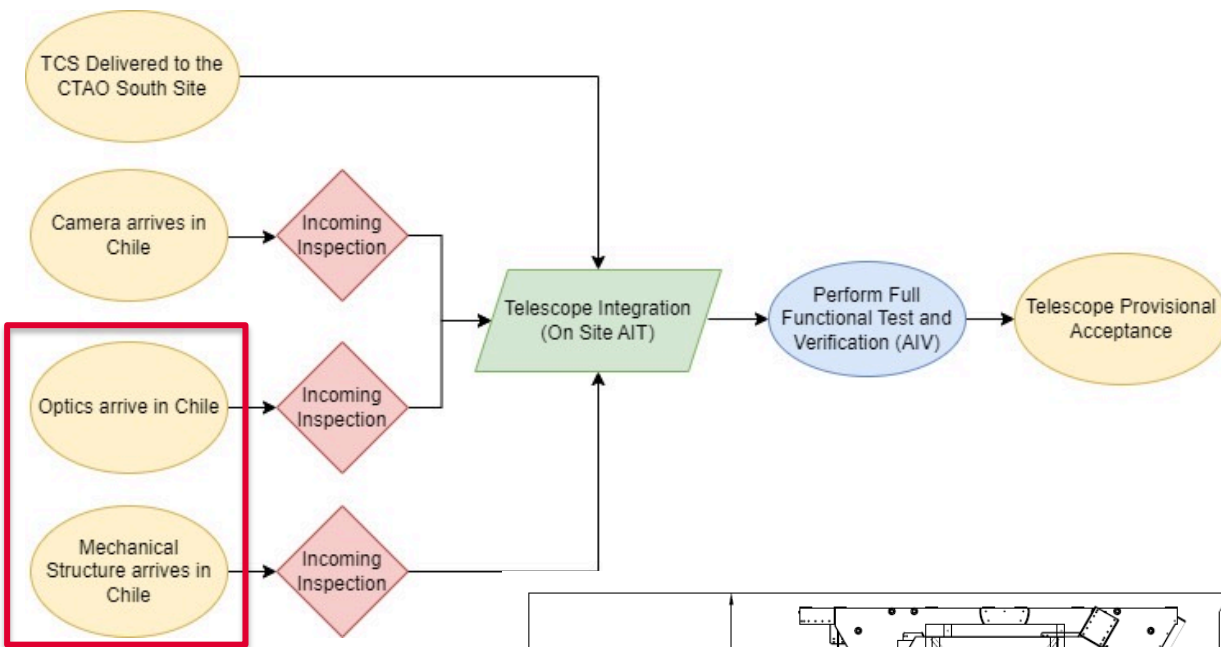 TCS Delivered to the
CTAO South Site
Camera arrives in
Chile
Incoming
Inspection
Telescope Integration
(On Site AIT)
Perform Full
Functional Test and
Verification (AIV)
Telescope Provisional
Acceptance
Optics arrive in Chile
Incoming
Inspection
Mechanical
Structure arrives in
Chile
Incoming
Inspection